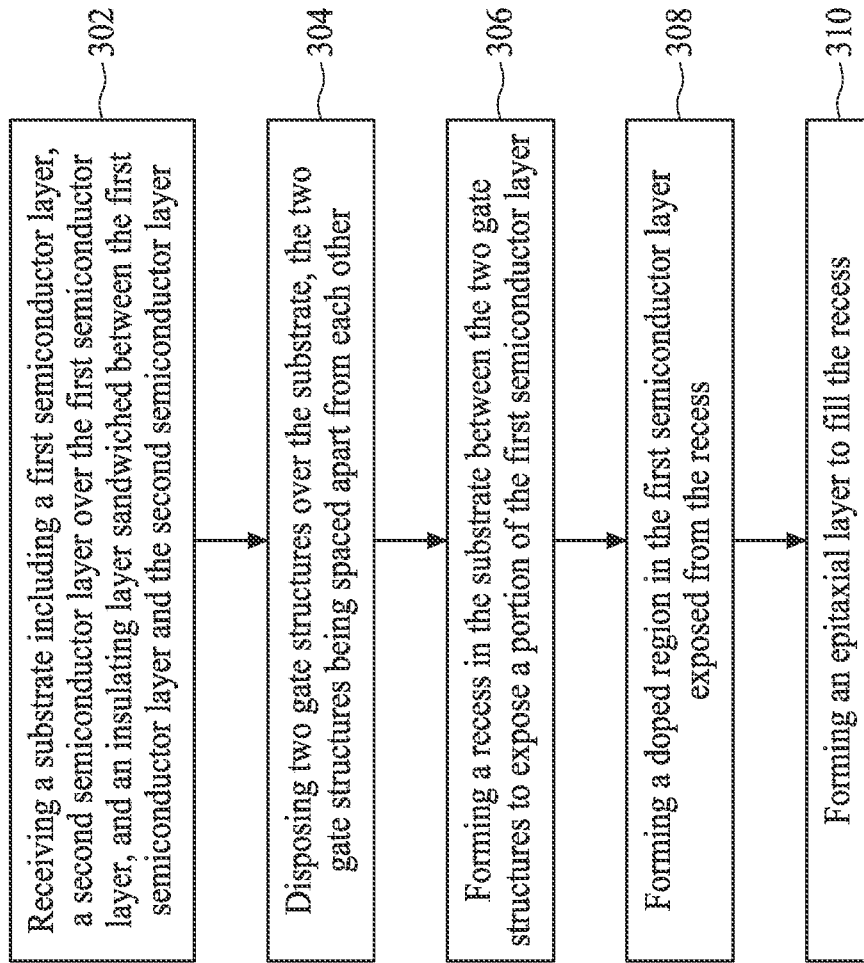 Receiving a substrate including a first semiconductor layer,
a second semiconductor layer over the first semiconductor
layer, and an insulating layer sandwiched between the first
semiconductor layer and the second semiconductor layer
302
Disposing two gate structures over the substrate, the two
gate structures being spaced apart from each other
304
Forming a recess in the substrate between the two gate
structures to expose a portion of the first semiconductor layer
306
Forming a doped region in the first semiconductor layer
exposed from the recess
308
Forming an epitaxial layer to fill the recess
310